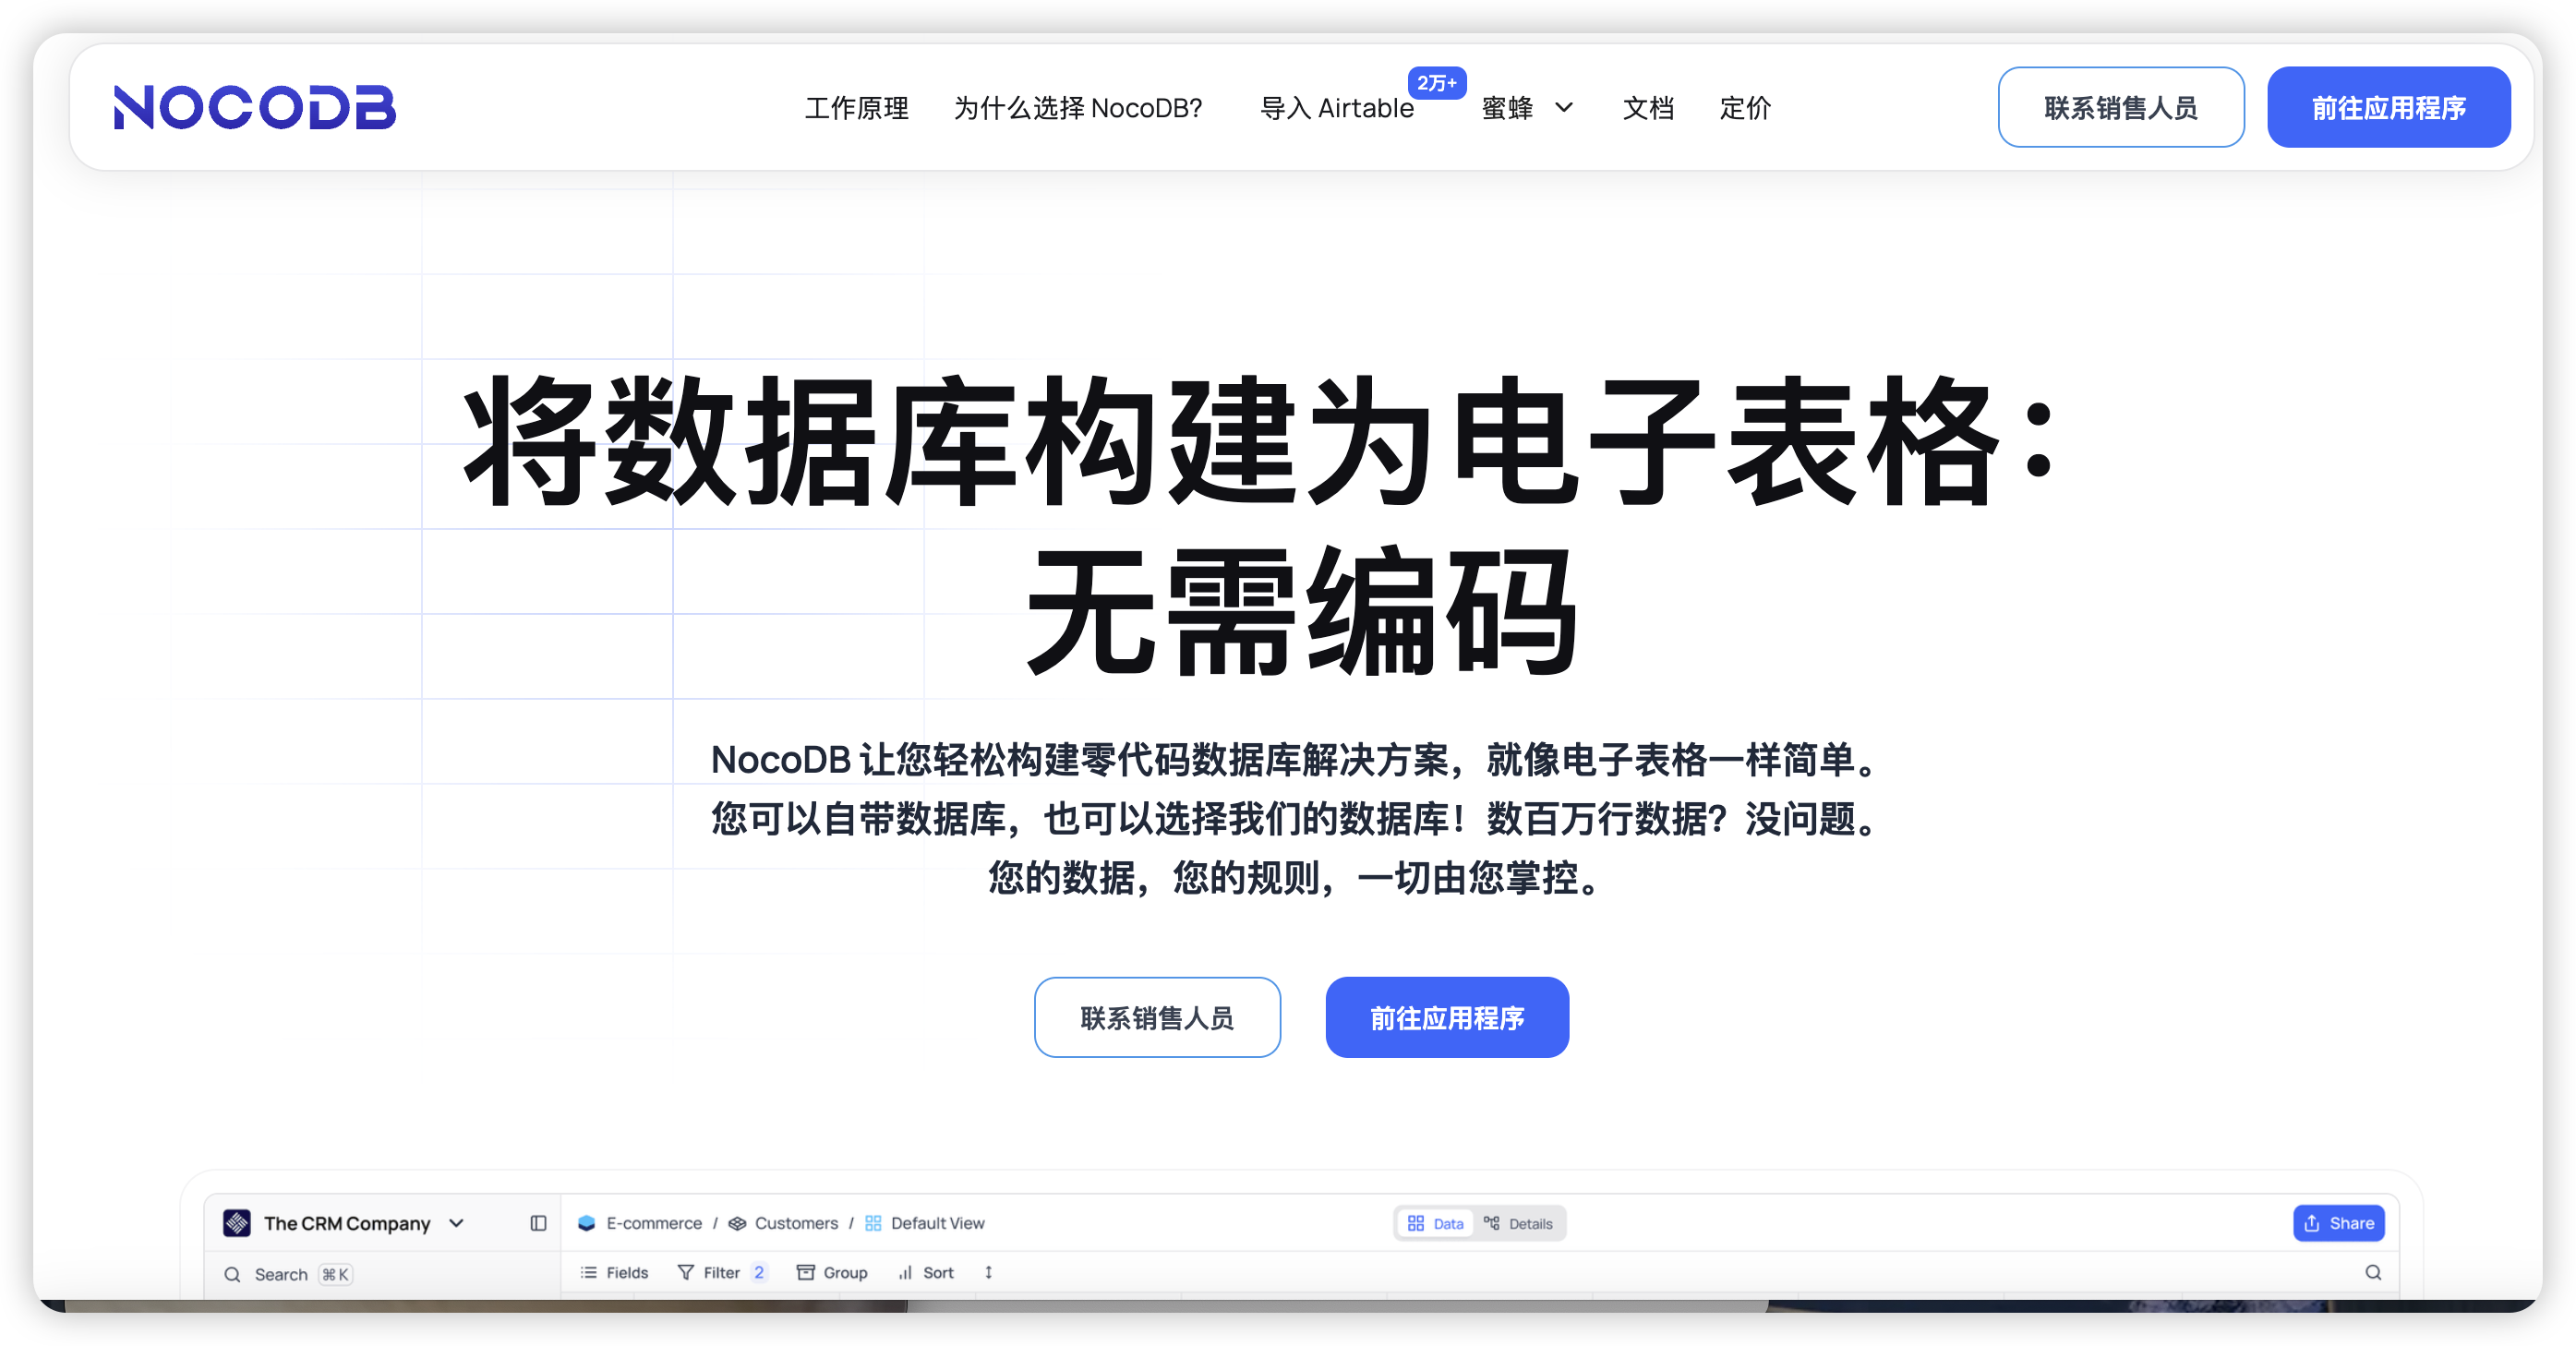 NOCODB
工作原理
为什么选择 NocoDB?
导入 Airtable
2万+
蜜蜂
文档
定价
联系销售人员
前往应用程序
将数据库构建为电子表格：
无需编码
NocoDB 让您轻松构建零代码数据库解决方案，就像电子表格一样简单。
您可以自带数据库，也可以选择我们的数据库！数百万行数据？没问题。
您的数据，您的规则，一切由您掌控。
联系销售人员
前往应用程序
The CRM Company
E-commerce / Customers / Default View
Data
Details
Share
Search ⌘ K
Fields
Filter 2
Group
Sort